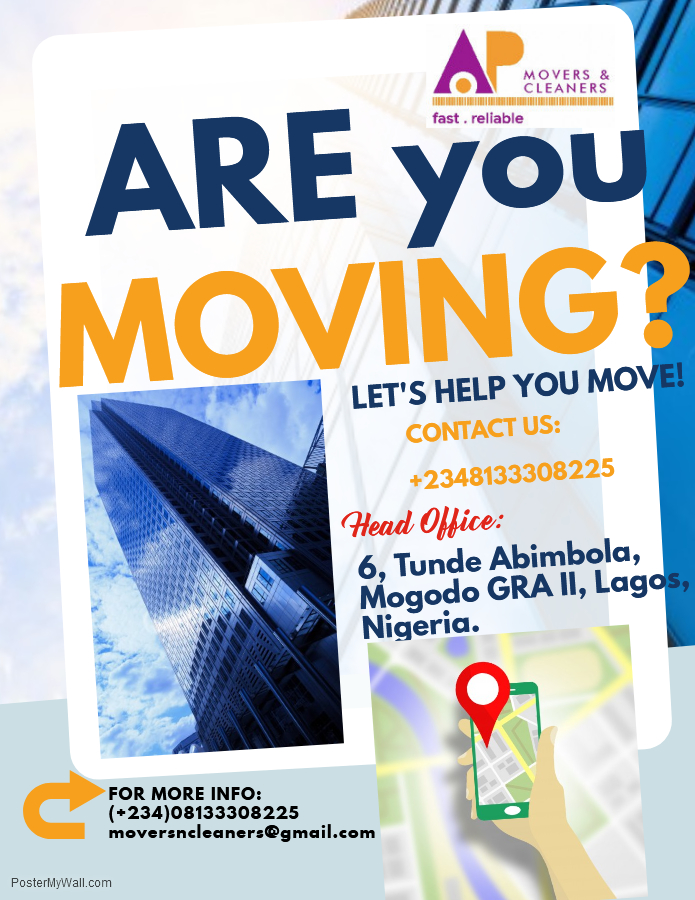 AP
MOVERS &
CLEANERS
fast . reliable
ARE you
MOVING?
LET'S HELP YOU MOVE!
CONTACT US:
+2348133308225
Head Office:
6, Tunde Abimbola,
Mogodo GRA II, Lagos,
Nigeria.
FOR MORE INFO:
(+234)08133308225
moversncleaners@gmail.com
PosterMyWall.com